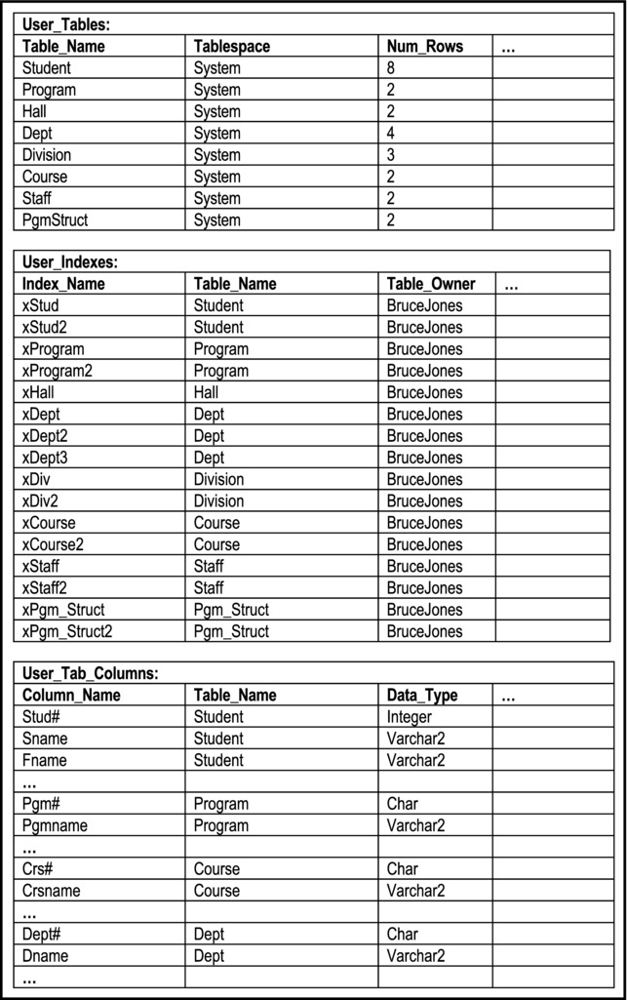 User_Tables:
Table_Name Tablespace Num_Rows ...
Student System 8
Program System 2
Hall System 2
Dept System 4
Division System 3
Course System 2
Staff System 2
PgmStruct System 2
User_Indexes:
Index_Name Table_Name Table_Owner ...
xStud Student BruceJones
xStud2 Student BruceJones
xProgram Program BruceJones
xProgram2 Program BruceJones
xHall Hall BruceJones
xDept Dept BruceJones
xDept2 Dept BruceJones
xDept3 Dept BruceJones
xDiv Division BruceJones
xDiv2 Division BruceJones
xCourse Course BruceJones
xCourse2 Course BruceJones
xStaff Staff BruceJones
xStaff2 Staff BruceJones
xPgm_Struct Pgm_Struct BruceJones
xPgm_Struct2 Pgm_Struct BruceJones
User_Tab_Columns:
Column_Name Table_Name Data_Type ...
Stud# Student Integer
Sname Student Varchar2
Fname Student Varchar2
...
Pgm# Program Char
Pgmname Program Varchar2
...
Crs# Course Char
Crsname Course Varchar2
...
Dept# Dept Char
Dname Dept Varchar2
...